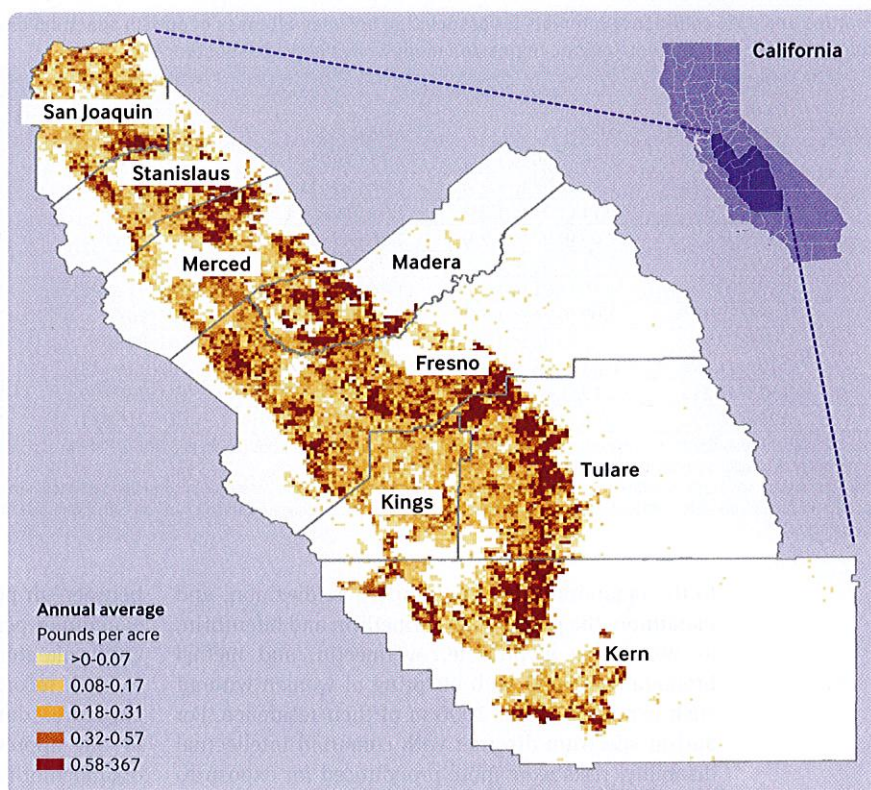 California
San Joaquin
Stanislaus
Merced
Madera
Fresno
Tulare
Kings
Kern
Annual average
Pounds per acre
>0-0.07
0.08-0.17
0.18-0.31
0.32-0.57
0.58-367